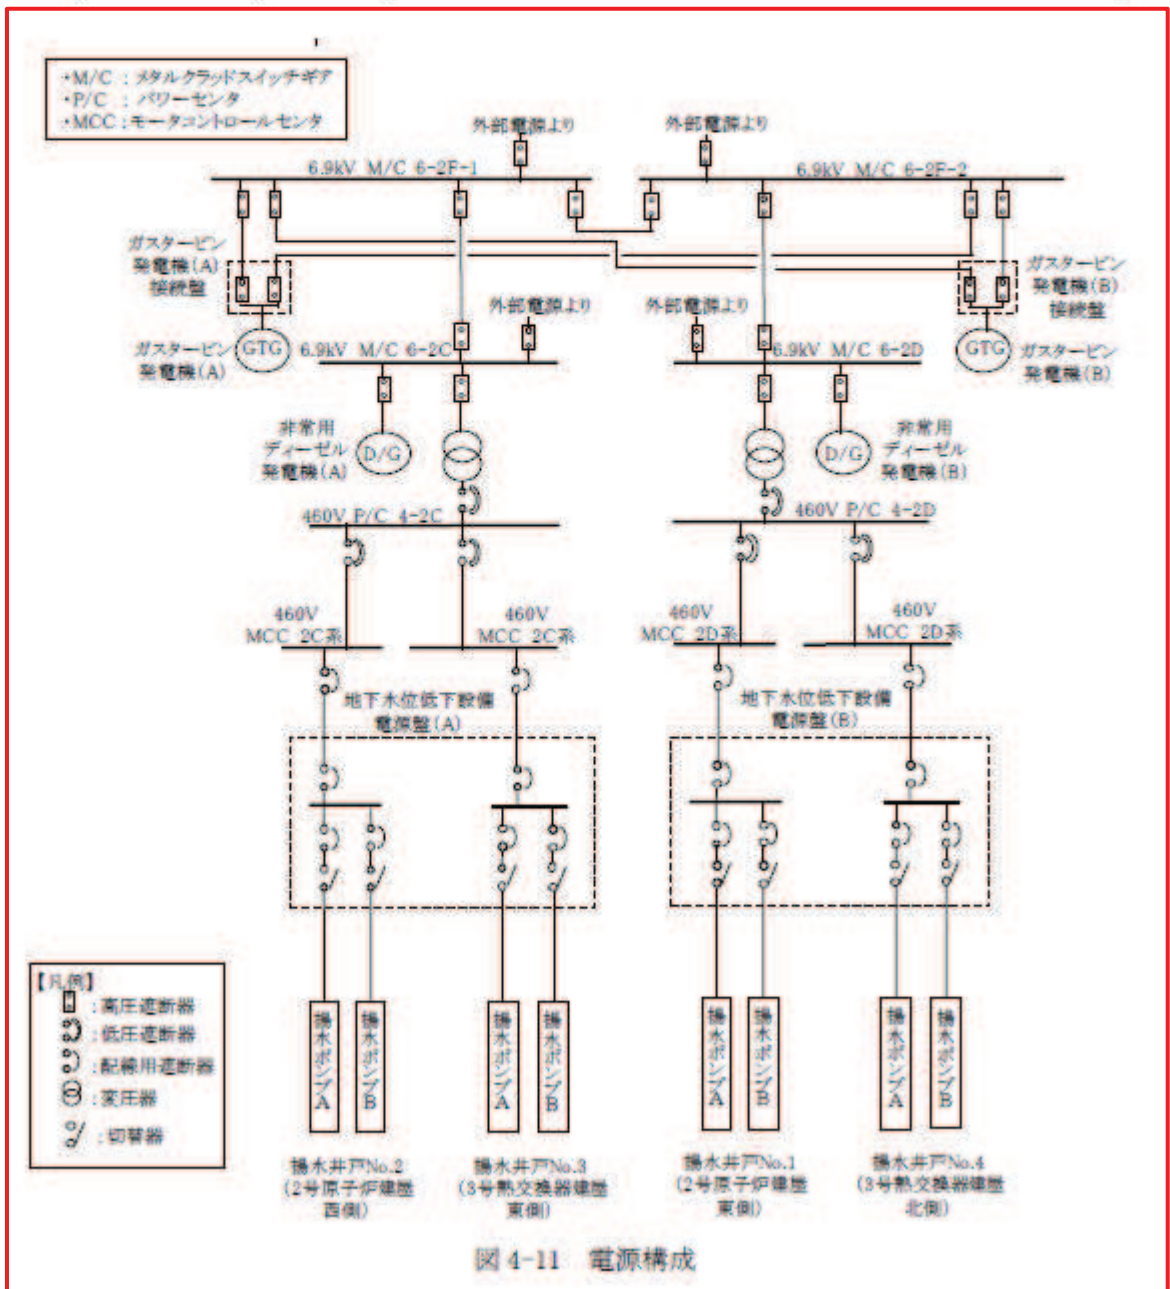 ・M/C : メタルクラッドスイッチギア
・P/C : パワーセンタ
・MCC : モータコントロールセンタ
外部電源より
外部電源より
6.9kV M/C 6-2F-1
6.9kV M/C 6-2F-2
ガスタービン
発電機(A)
接続盤
ガスタービン
発電機(B)
接続盤
外部電源より
外部電源より
ガスタービン
発電機(A)
GTG
6.9kV M/C 6-2C
6.9kV M/C 6-2D
GTG
ガスタービン
発電機(B)
非常用
ディーゼル
発電機(A)
D/G
D/G
非常用
ディーゼル
発電機(B)
460V P/C 4-2C
460V P/C 4-2D
460V
MCC 2C系
460V
MCC 2C系
460V
MCC 2D系
460V
MCC 2D系
地下水位低下設備
電源盤(A)
地下水位低下設備
電源盤(B)
【凡例】
:高圧遮断器
:低圧遮断器
:配線用遮断器
:変圧器
:切替器
揚水ポンプA
揚水ポンプB
揚水ポンプA
揚水ポンプB
揚水ポンプA
揚水ポンプB
揚水ポンプA
揚水ポンプB
揚水井戸No.2
(2号原子炉建屋
西側)
揚水井戸No.3
(3号熱交換器建屋
東側)
揚水井戸No.1
(2号原子炉建屋
東側)
揚水井戸No.4
(3号熱交換器建屋
北側)
図 4-11 電源構成